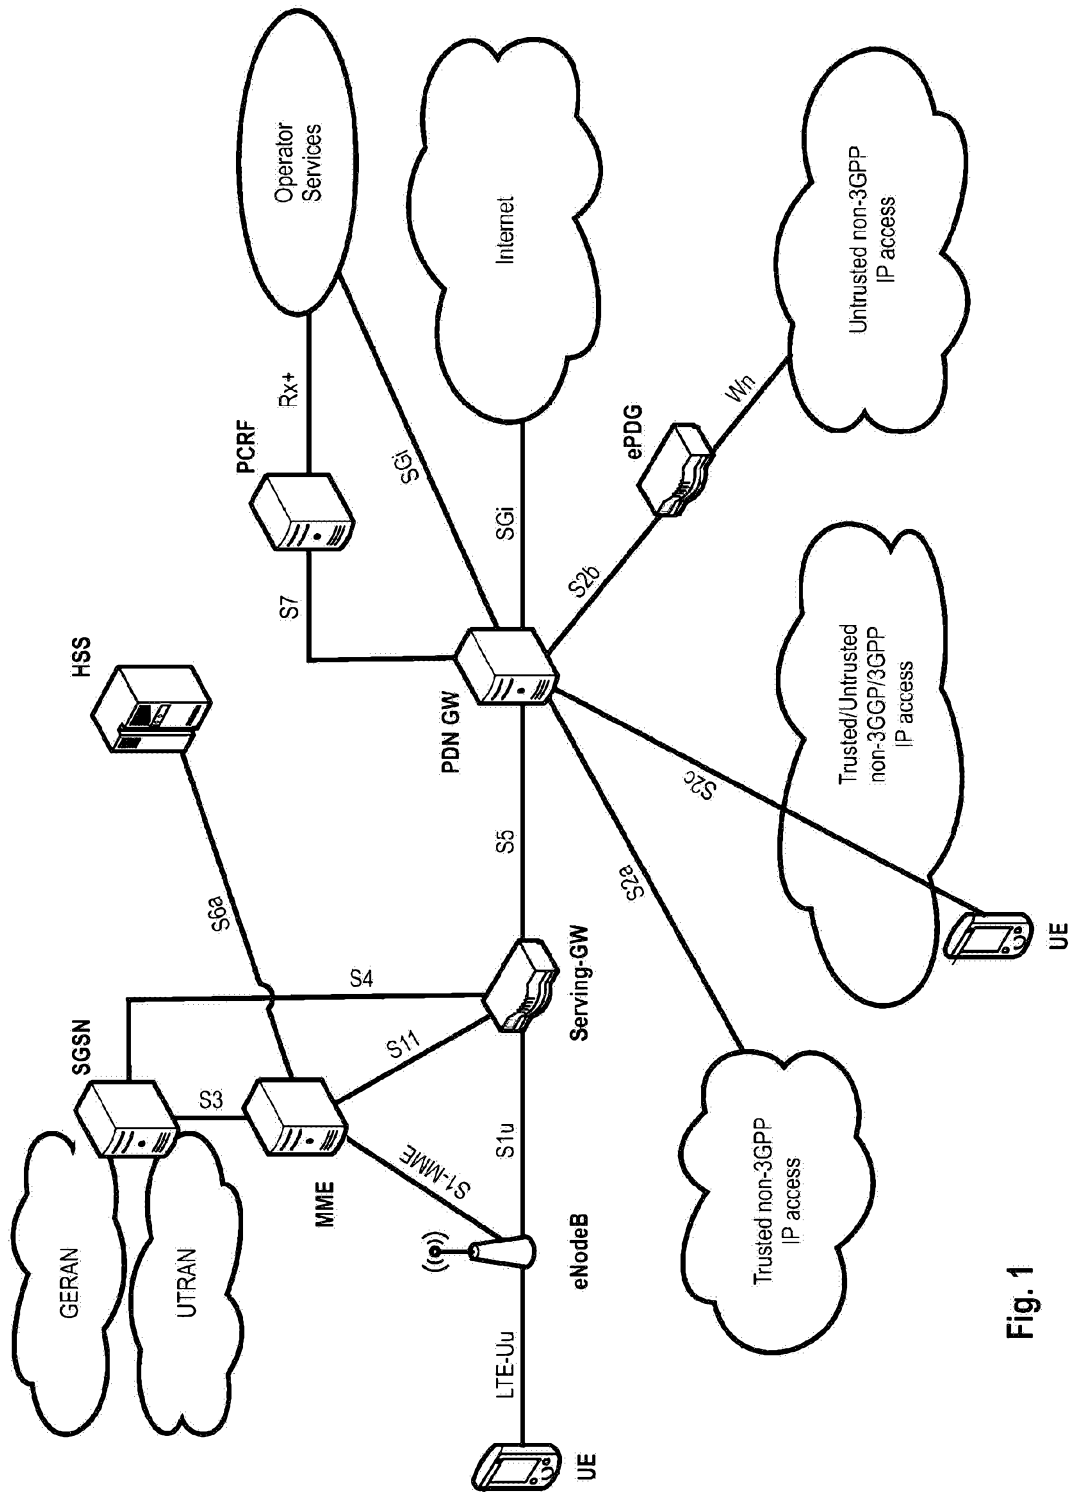 GERAN
UTRAN
SGSN
HSS
S3
S4
S6a
MME
S11
S1-MME
PCRF
S7
Rx+
Operator
Services
SGi
Internet
SGi
PDN GW
S5
Serving-GW
S1u
eNodeB
LTE-Uu
UE
S2a
S2c
S2b
ePDG
Wn
Trusted non-3GPP
IP access
Trusted/Untrusted
non-3GGP/3GPP
IP access
Untrusted non-3GPP
IP access
UE
Fig. 1